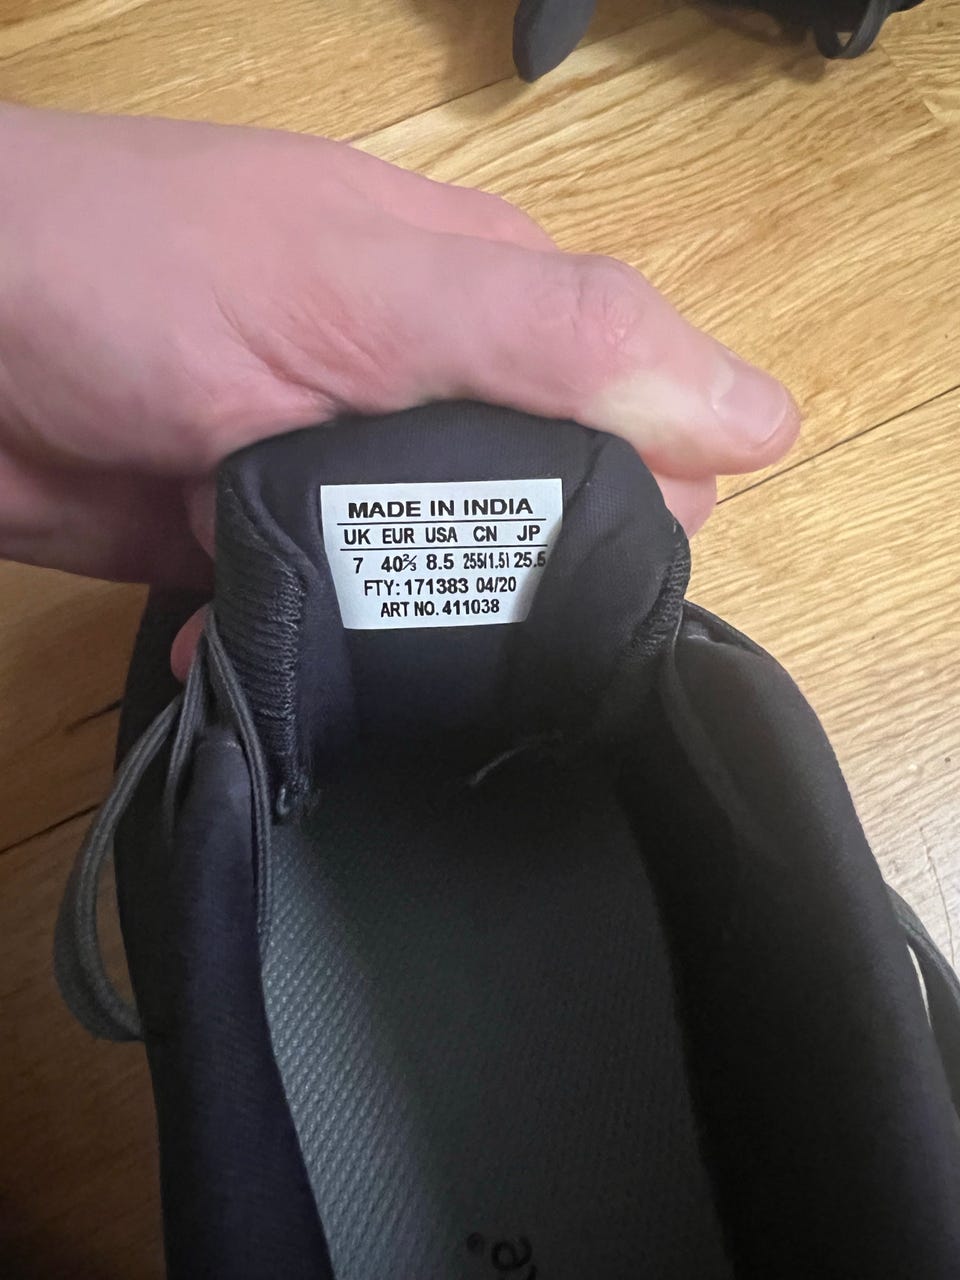 MADE IN INDIA
UK EUR USA CN JP
7 40⅔ 8.5 255(1.5) 25.5
FTY: 171383 04/20
ART NO. 411038